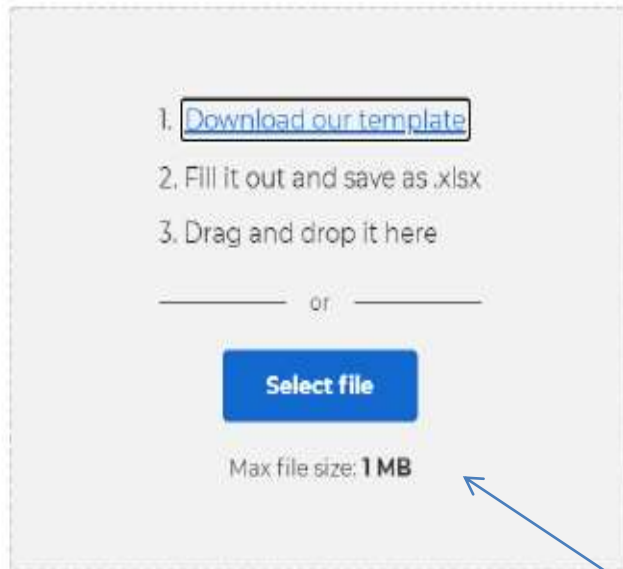 1. Download our template
2. Fill it out and save as .xlsx
3. Drag and drop it here
or
Select file
Max file size: 1 MB